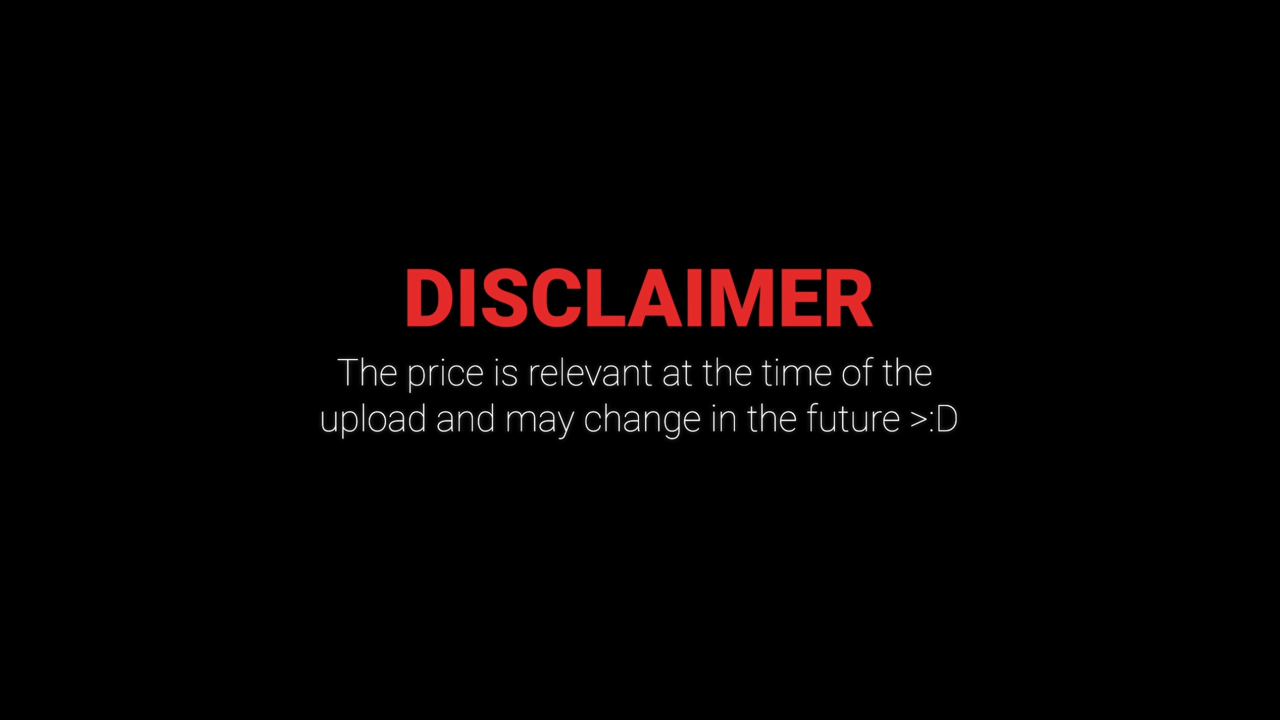 DISCLAIMER
The price is relevant at the time of the
upload and may change in the future >:D